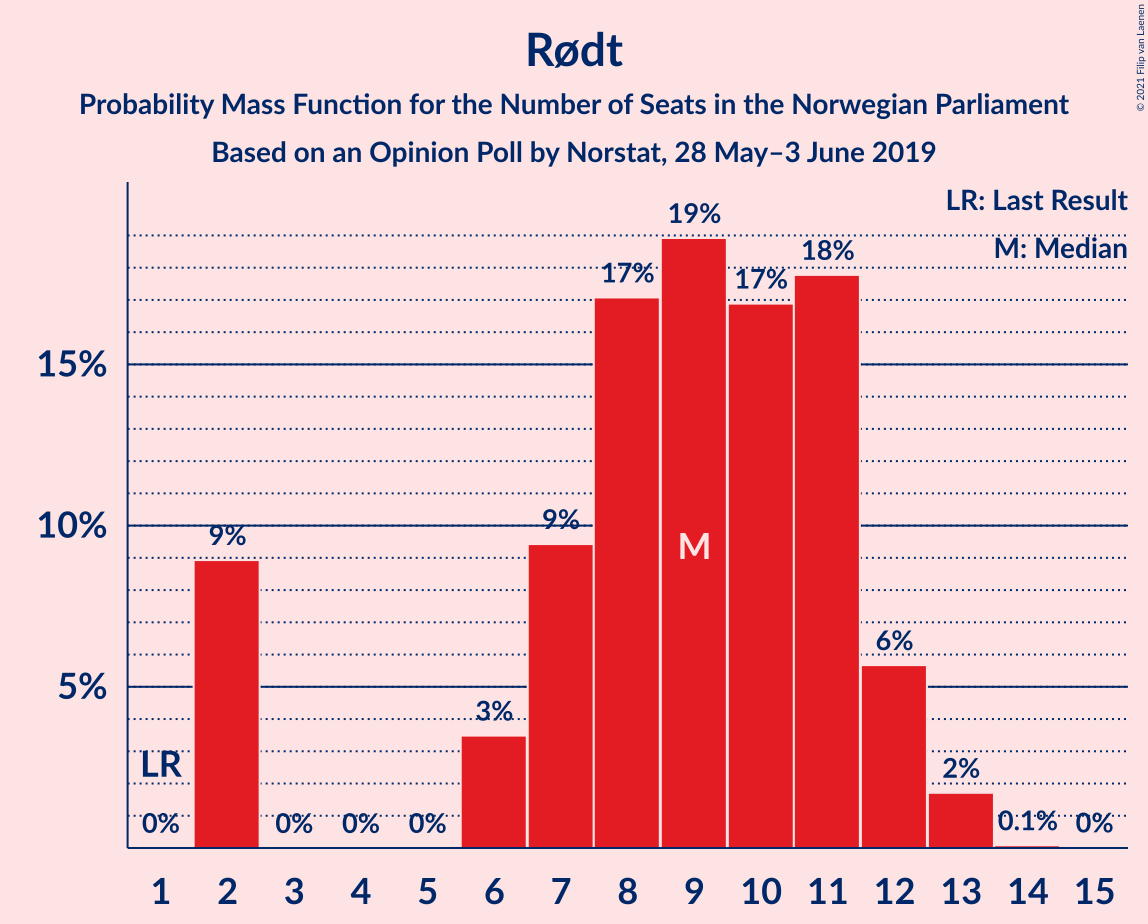 Rødt
Probability Mass Function for the Number of Seats in the Norwegian Parliament
Based on an Opinion Poll by Norstat, 28 May–3 June 2019
© 2021 Filip van Laenen
LR: Last Result
M: Median
15%
10%
5%
LR
0%
9%
0%
0%
0%
3%
9%
17%
19%
17%
18%
6%
2%
0.1%
0%
M
1 2 3 4 5 6 7 8 9 10 11 12 13 14 15